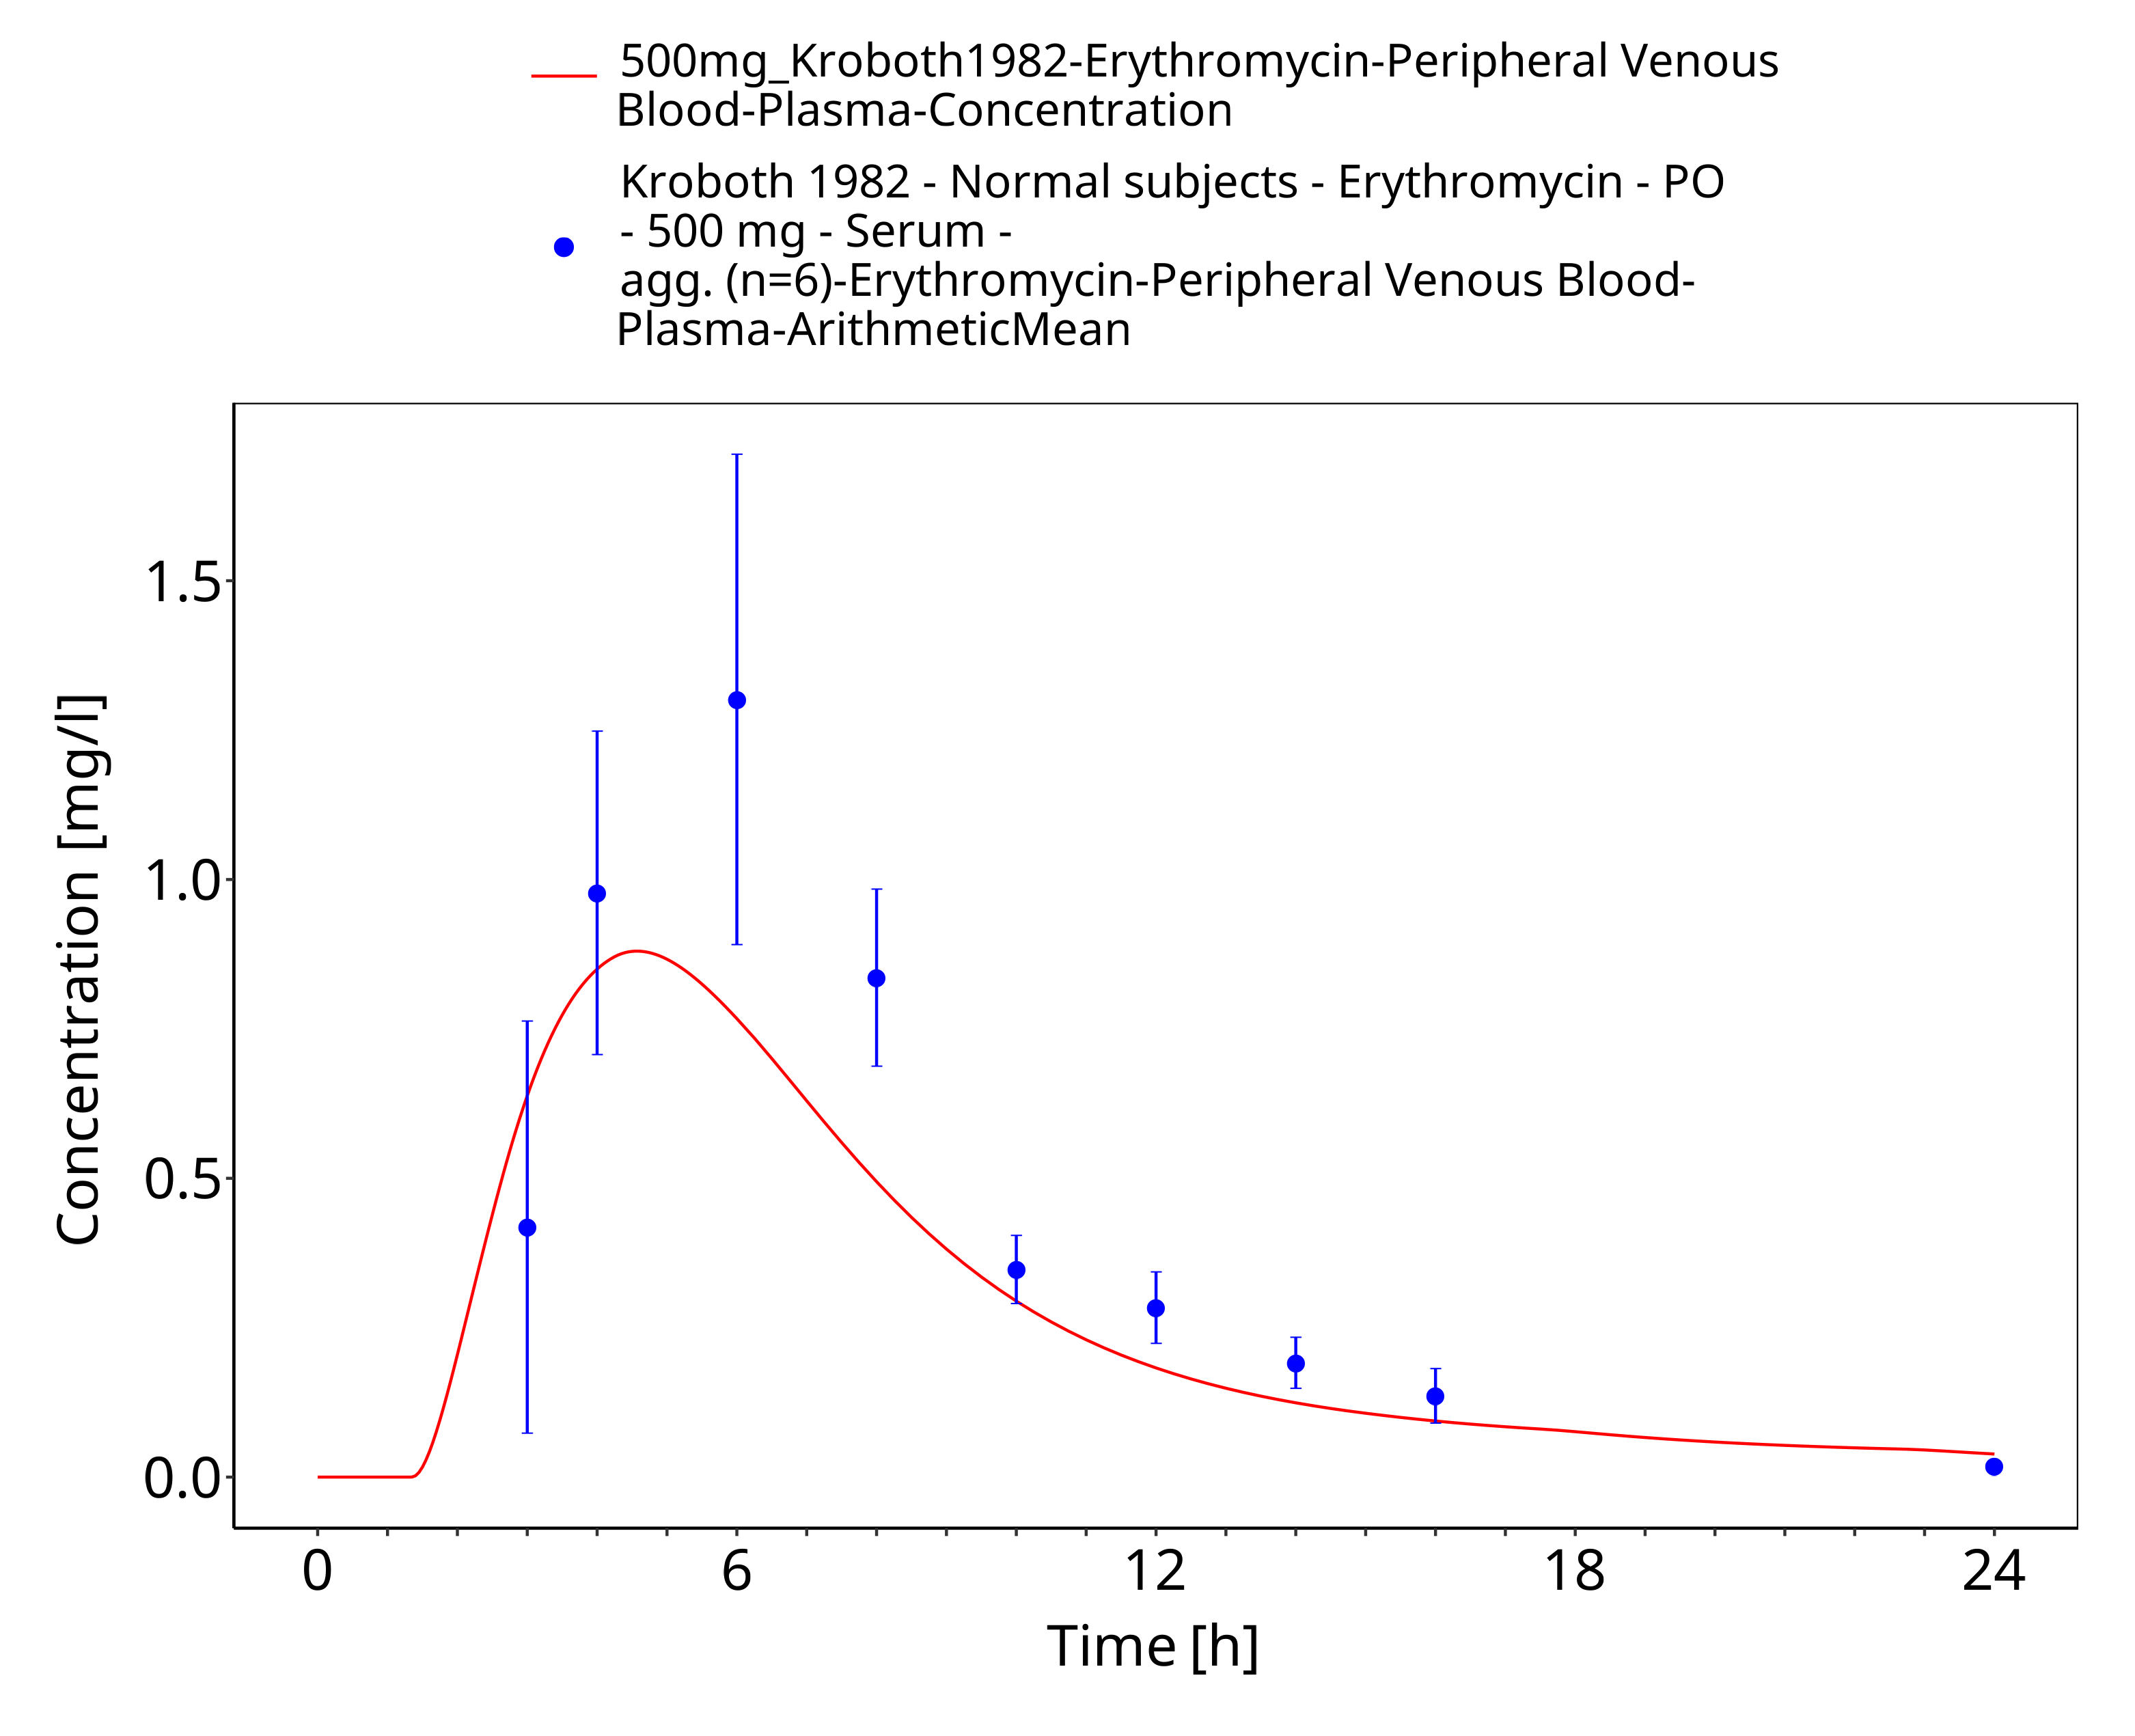 500mg_Kroboth1982-Erythromycin-Peripheral Venous
Blood-Plasma-Concentration
Kroboth 1982 - Normal subjects - Erythromycin - PO
- 500 mg - Serum -
agg. (n=6)-Erythromycin-Peripheral Venous Blood-
Plasma-ArithmeticMean
Concentration [mg/l]
1.5
1.0
0.5
0.0
0
6
12
18
24
Time [h]